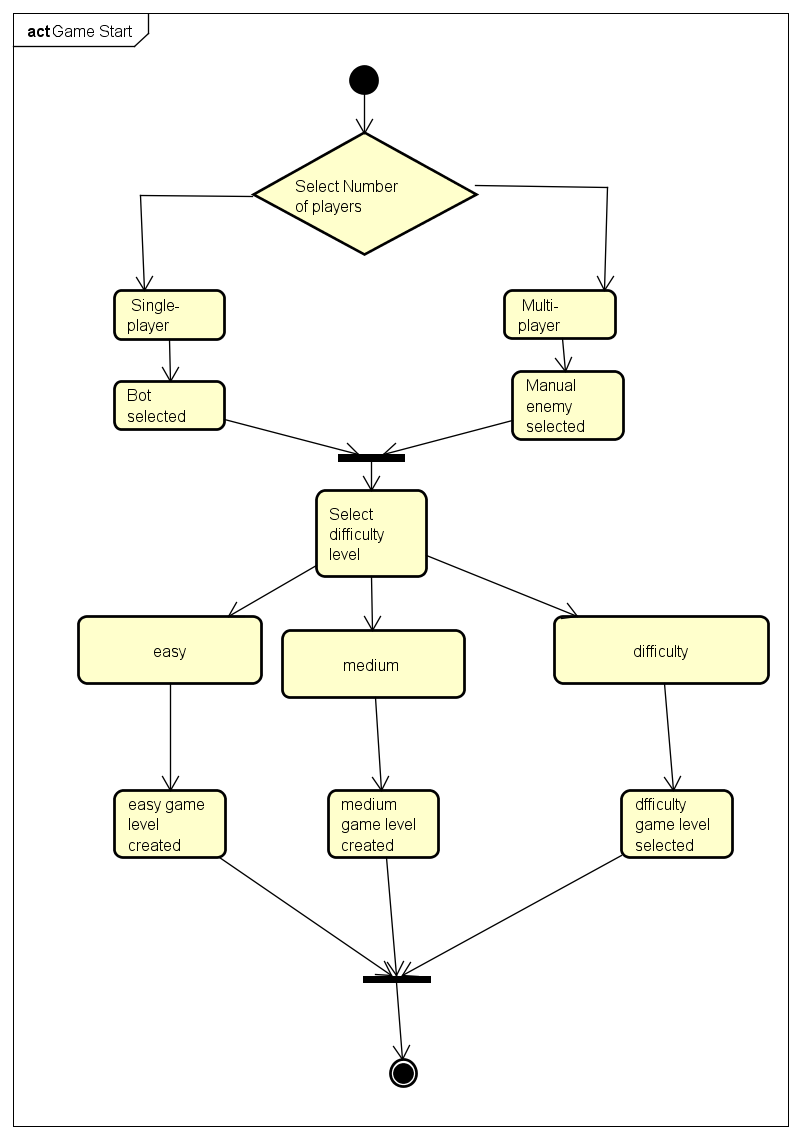 act Game Start
Select Number
of players
Single-
player
Multi-
player
Bot
selected
Manual
enemy
selected
Select
difficulty
level
easy
medium
difficulty
easy game
level
created
medium
game level
created
dfficulty
game level
selected